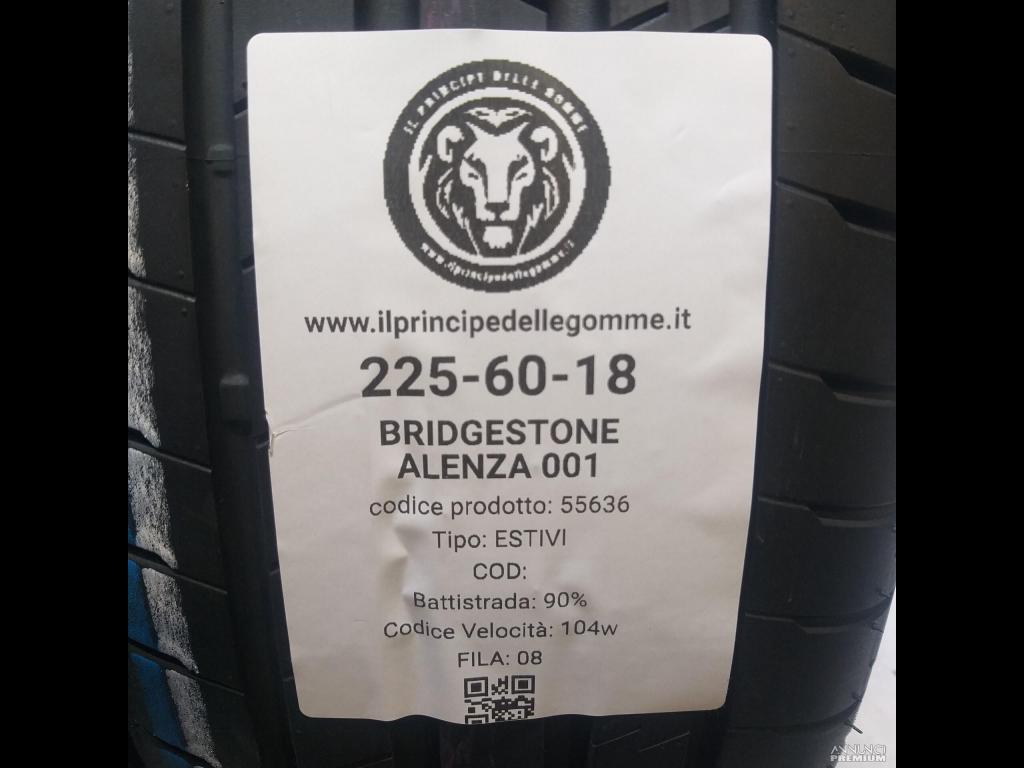 IL PRINCIPE DELLE GOMME
www.ilprincipedellegomme.it
www.ilprincipedellegomme.it
225-60-18
BRIDGESTONE
ALENZA 001
codice prodotto: 55636
Tipo: ESTIVI
COD:
Battistrada: 90%
Codice Velocità: 104w
FILA: 08
ANNUNCI
PREMIUM